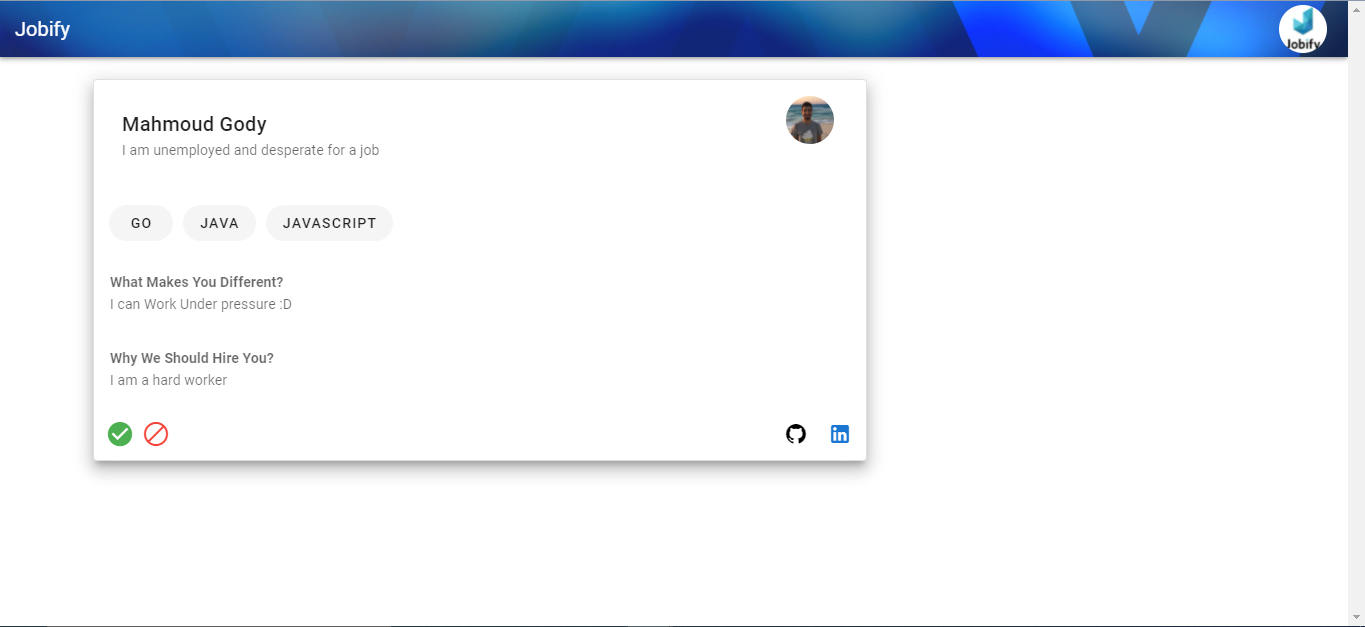 Jobify
Jobify
Mahmoud Gody
I am unemployed and desperate for a job
GO JAVA JAVASCRIPT
What Makes You Different?
I can Work Under pressure :D
Why We Should Hire You?
I am a hard worker
in